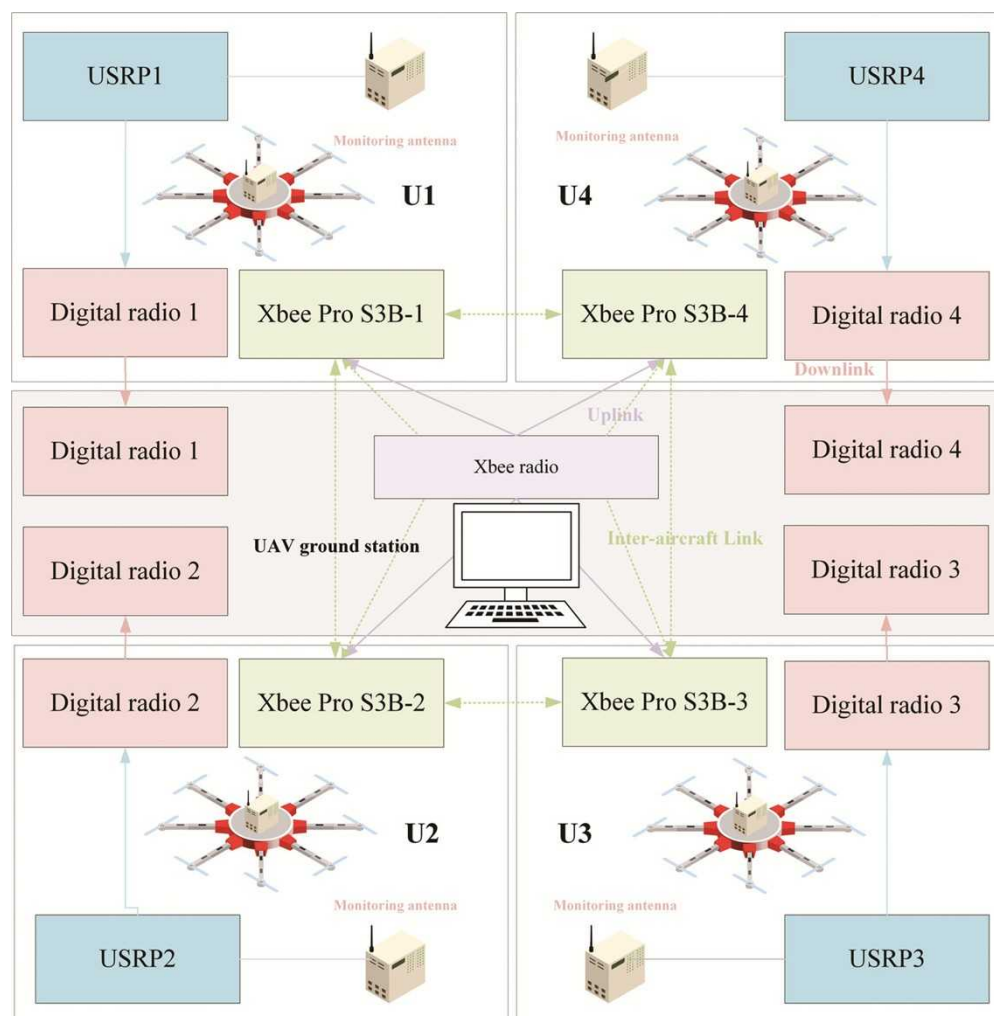 USRP1
USRP4
Monitoring antenna
Monitoring antenna
U1
U4
Digital radio 1
Xbee Pro S3B-1
Xbee Pro S3B-4
Digital radio 4
Downlink
Uplink
Digital radio 1
Xbee radio
Digital radio 4
UAV ground station
Inter-aircraft Link
Digital radio 2
Digital radio 3
Digital radio 2
Xbee Pro S3B-2
Xbee Pro S3B-3
Digital radio 3
U2
U3
Monitoring antenna
Monitoring antenna
USRP2
USRP3